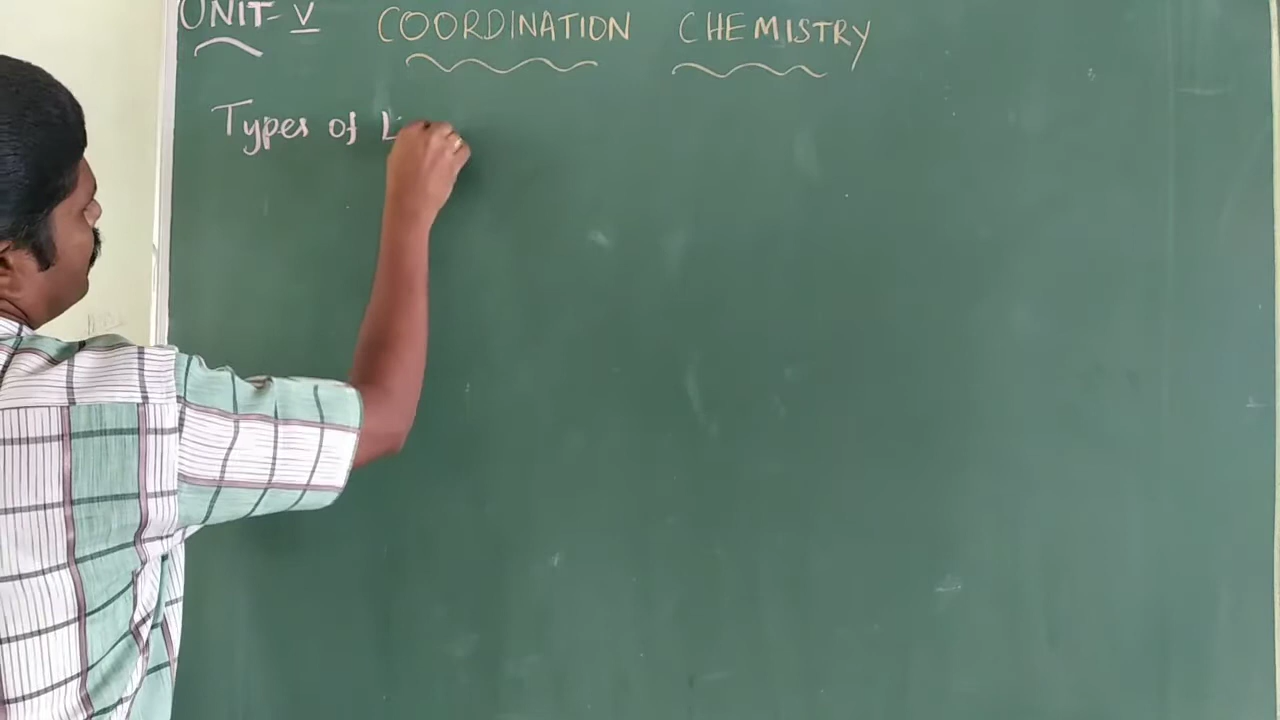 UNIT- V COORDINATION CHEMISTRY
Types of L